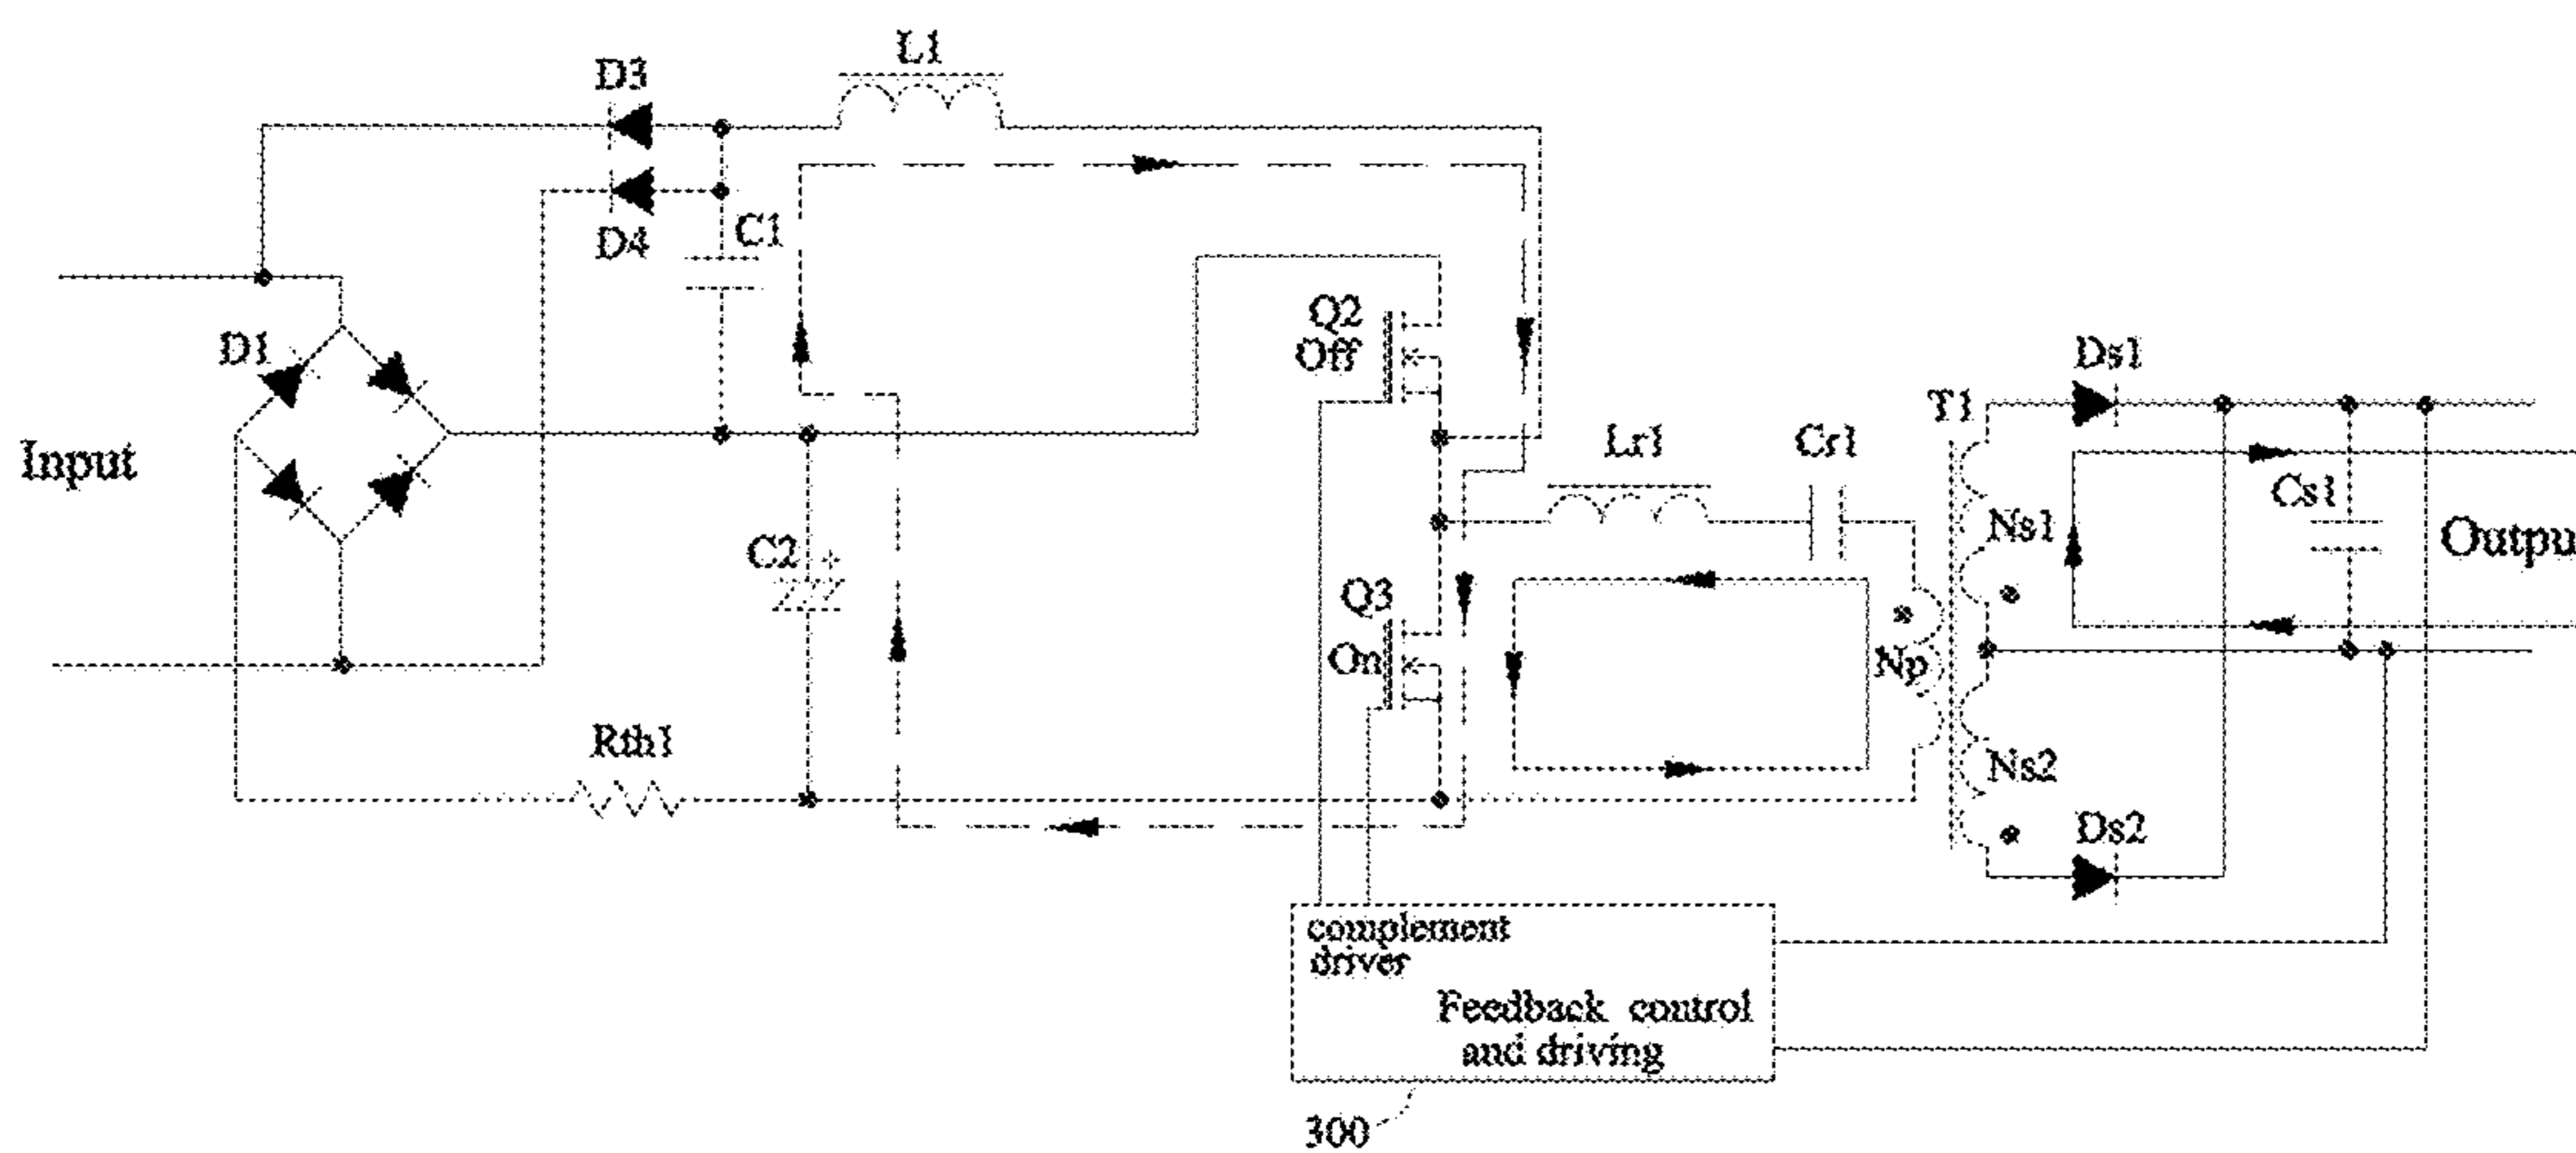 L1
D3
D4
C1
Q2
Off
D1
Ds1
T1
Input
Lr1
Cr1
Cs1
C2
+
Ns1
Outpu
Q3
On
Np
Rth1
Ns2
Ds2
complement
driver
Feedback control
and driving
300